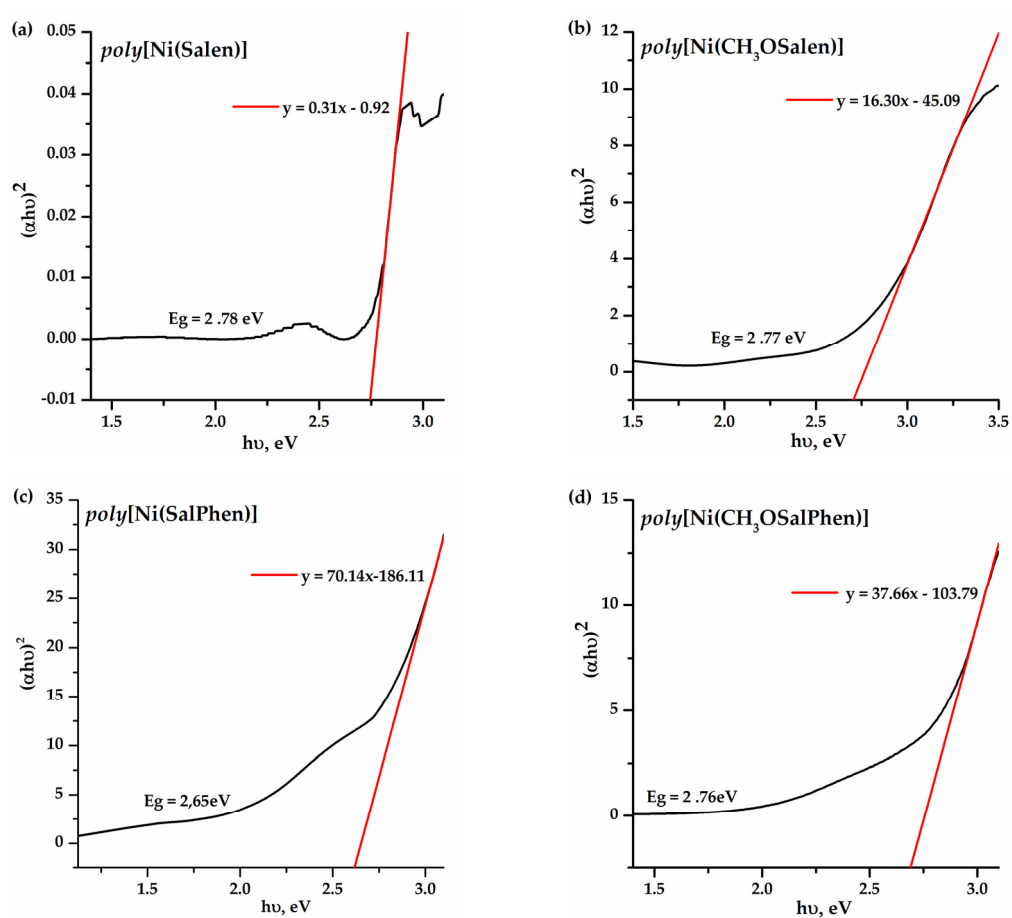 (a)
poly[Ni(Salen)]
y = 0.31x - 0.92
Eg = 2 .78 eV
(αhυ)2
0.05
0.04
0.03
0.02
0.01
0.00
-0.01
1.5 2.0 2.5 3.0
hυ, eV
(b)
poly[Ni(CH3OSalen)]
y = 16.30x - 45.09
Eg = 2 .77 eV
(αhυ)2
12
10
8
6
4
2
0
1.5 2.0 2.5 3.0 3.5
hυ, eV
(c)
poly[Ni(SalPhen)]
y = 70.14x-186.11
Eg = 2,65eV
(αhυ)2
35
30
25
20
15
10
5
0
1.5 2.0 2.5 3.0
hυ, eV
(d)
poly[Ni(CH3OSalPhen)]
y = 37.66x - 103.79
Eg = 2 .76eV
(αhυ)2
15
10
5
0
1.5 2.0 2.5 3.0
hυ, eV